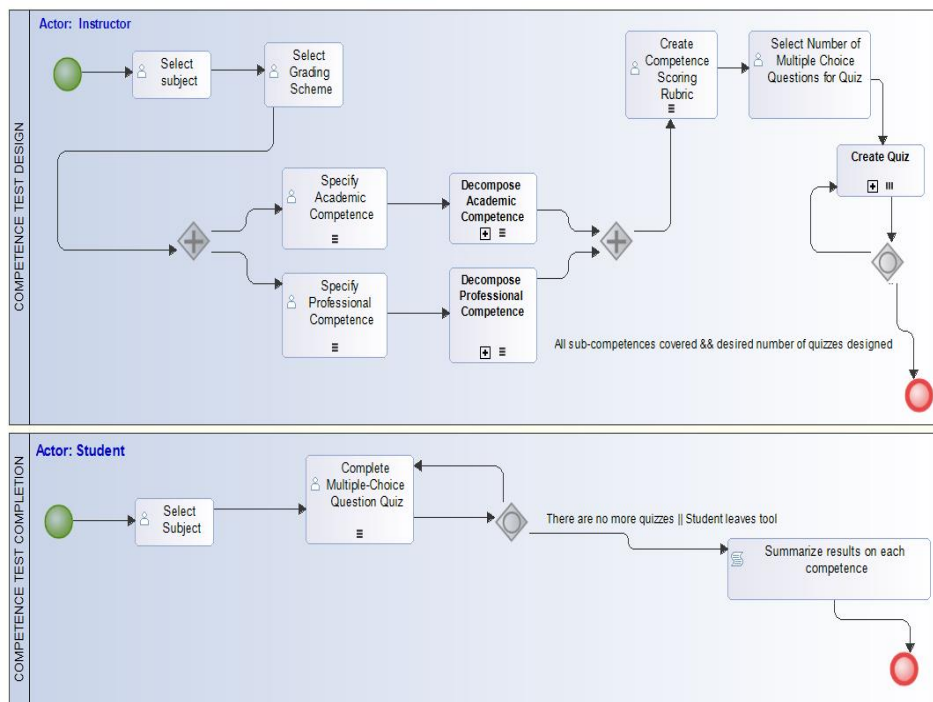 COMPETENCE TEST DESIGN
Actor: Instructor
Select
subject
Select
Grading
Scheme
Specify
Academic
Competence
Decompose
Academic
Competence
Specify
Professional
Competence
Decompose
Professional
Competence
Create
Competence
Scoring
Rubric
Select Number of
Multiple Choice
Questions for Quiz
Create Quiz
All sub-competences covered && desired number of quizzes designed
COMPETENCE TEST COMPLETION
Actor: Student
Select
Subject
Complete
Multiple-Choice
Question Quiz
There are no more quizzes || Student leaves tool
Summarize results on each
competence